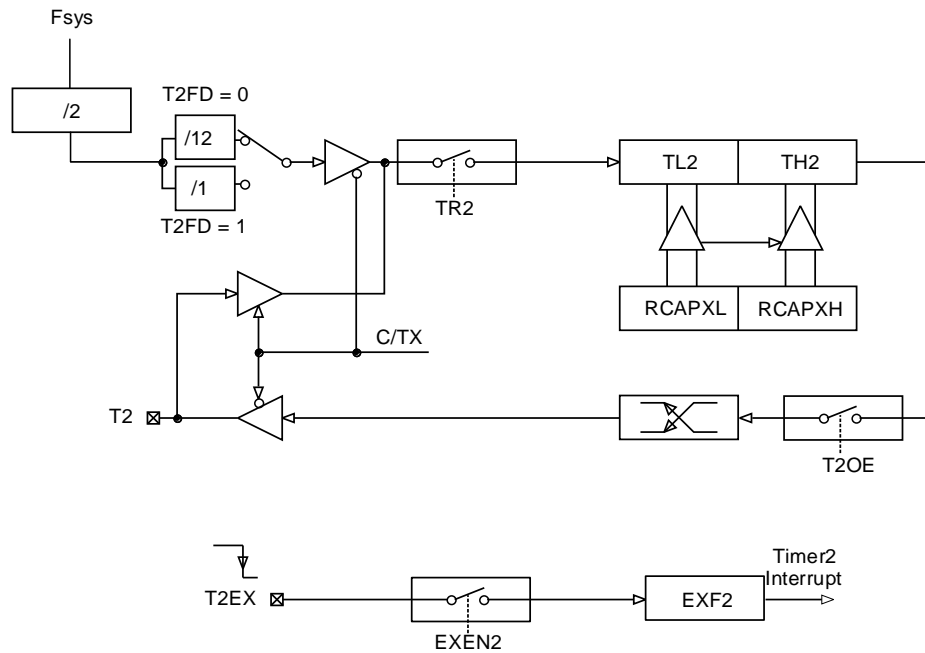 Fsys
/2
T2FD = 0
/12
/1
T2FD = 1
TR2
TL2
TH2
RCAPXL
RCAPXH
C/TX
T2
T2OE
T2EX
EXEN2
EXF2
Timer2
Interrupt